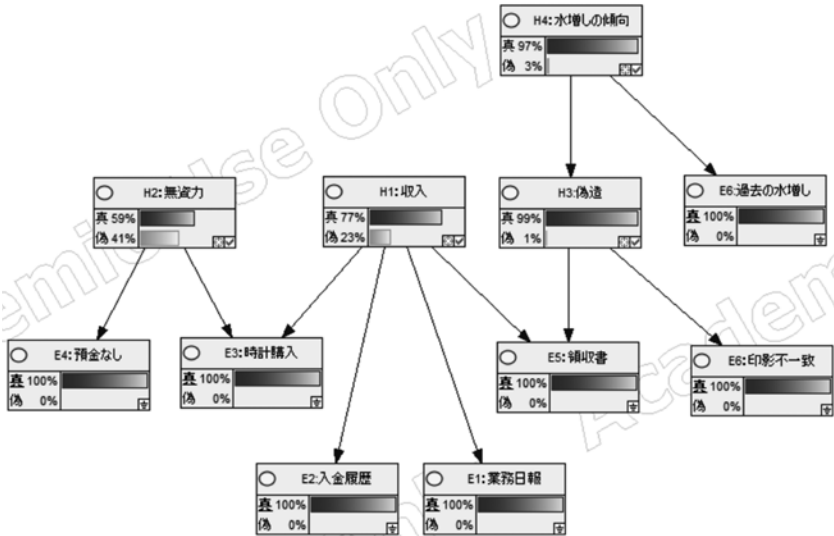 H4:水増しの傾向
真 97%
偽 3%
H2:無資力
真 59%
偽 41%
H1:収入
真 77%
偽 23%
H3:偽造
真 99%
偽 1%
E6:過去の水増し
真 100%
偽 0%
E4:預金なし
真 100%
偽 0%
E3:時計購入
真 100%
偽 0%
E5:領収書
真 100%
偽 0%
E6:印影不一致
真 100%
偽 0%
E2:入金履歴
真 100%
偽 0%
E1:業務日報
真 100%
偽 0%